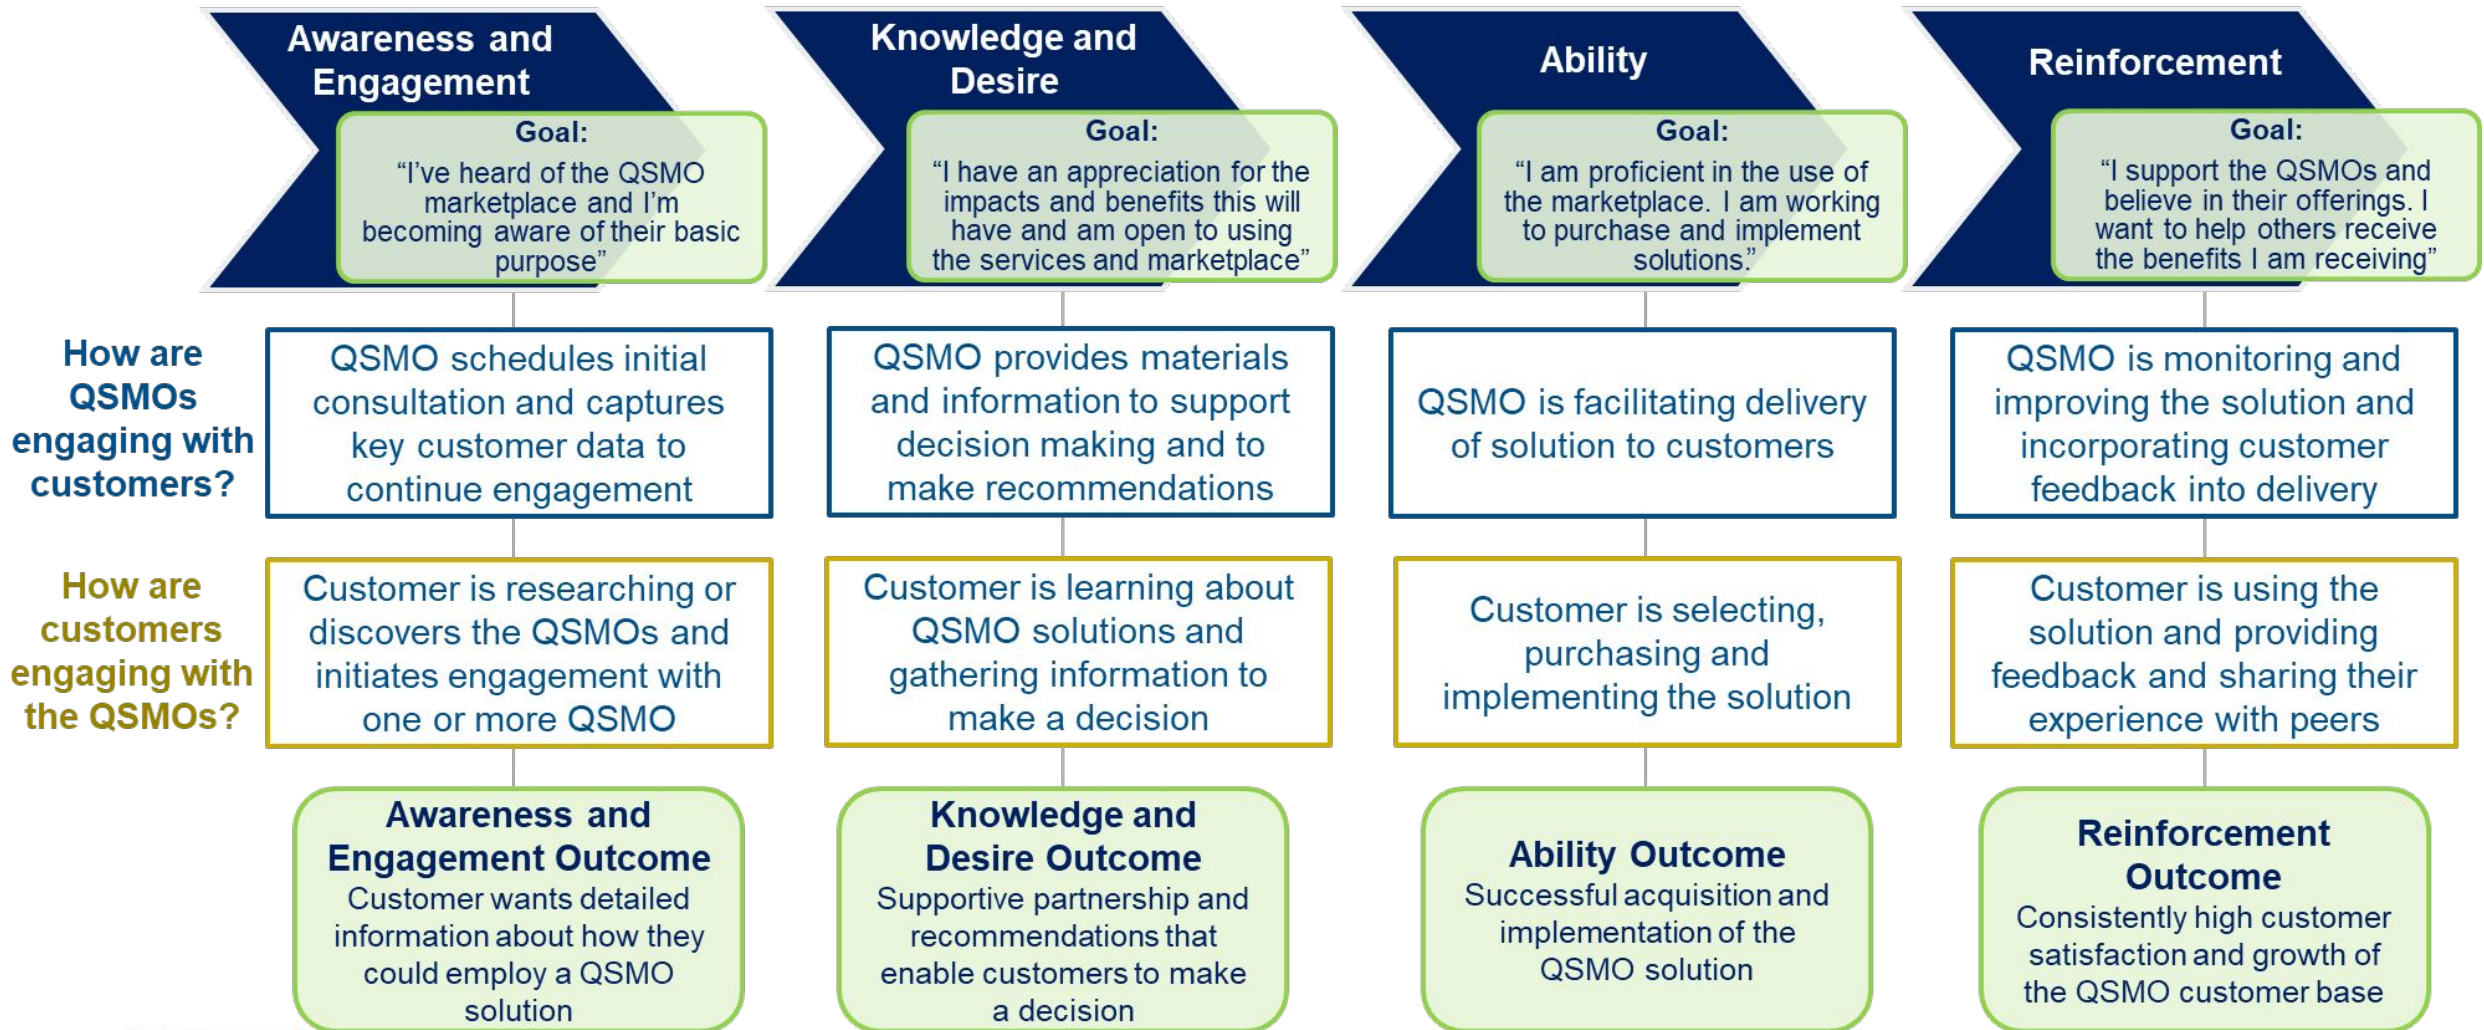 Awareness and
Engagement
Goal:
“I’ve heard of the QSMO
marketplace and I’m
becoming aware of their basic
purpose”
Knowledge and
Desire
Goal:
“I have an appreciation for the
impacts and benefits this will
have and am open to using
the services and marketplace”
Ability
Goal:
“I am proficient in the use of
the marketplace. I am working
to purchase and implement
solutions.”
Reinforcement
Goal:
“I support the QSMOs and
believe in their offerings. I
want to help others receive
the benefits I am receiving”
How are
QSMOs
engaging with
customers?
QSMO schedules initial
consultation and captures
key customer data to
continue engagement
QSMO provides materials
and information to support
decision making and to
make recommendations
QSMO is facilitating delivery
of solution to customers
QSMO is monitoring and
improving the solution and
incorporating customer
feedback into delivery
How are
customers
engaging with
the QSMOs?
Customer is researching or
discovers the QSMOs and
initiates engagement with
one or more QSMO
Customer is learning about
QSMO solutions and
gathering information to
make a decision
Customer is selecting,
purchasing and
implementing the solution
Customer is using the
solution and providing
feedback and sharing their
experience with peers
Awareness and
Engagement Outcome
Customer wants detailed
information about how they
could employ a QSMO
solution
Knowledge and
Desire Outcome
Supportive partnership and
recommendations that
enable customers to make
a decision
Ability Outcome
Successful acquisition and
implementation of the
QSMO solution
Reinforcement
Outcome
Consistently high customer
satisfaction and growth of
the QSMO customer base